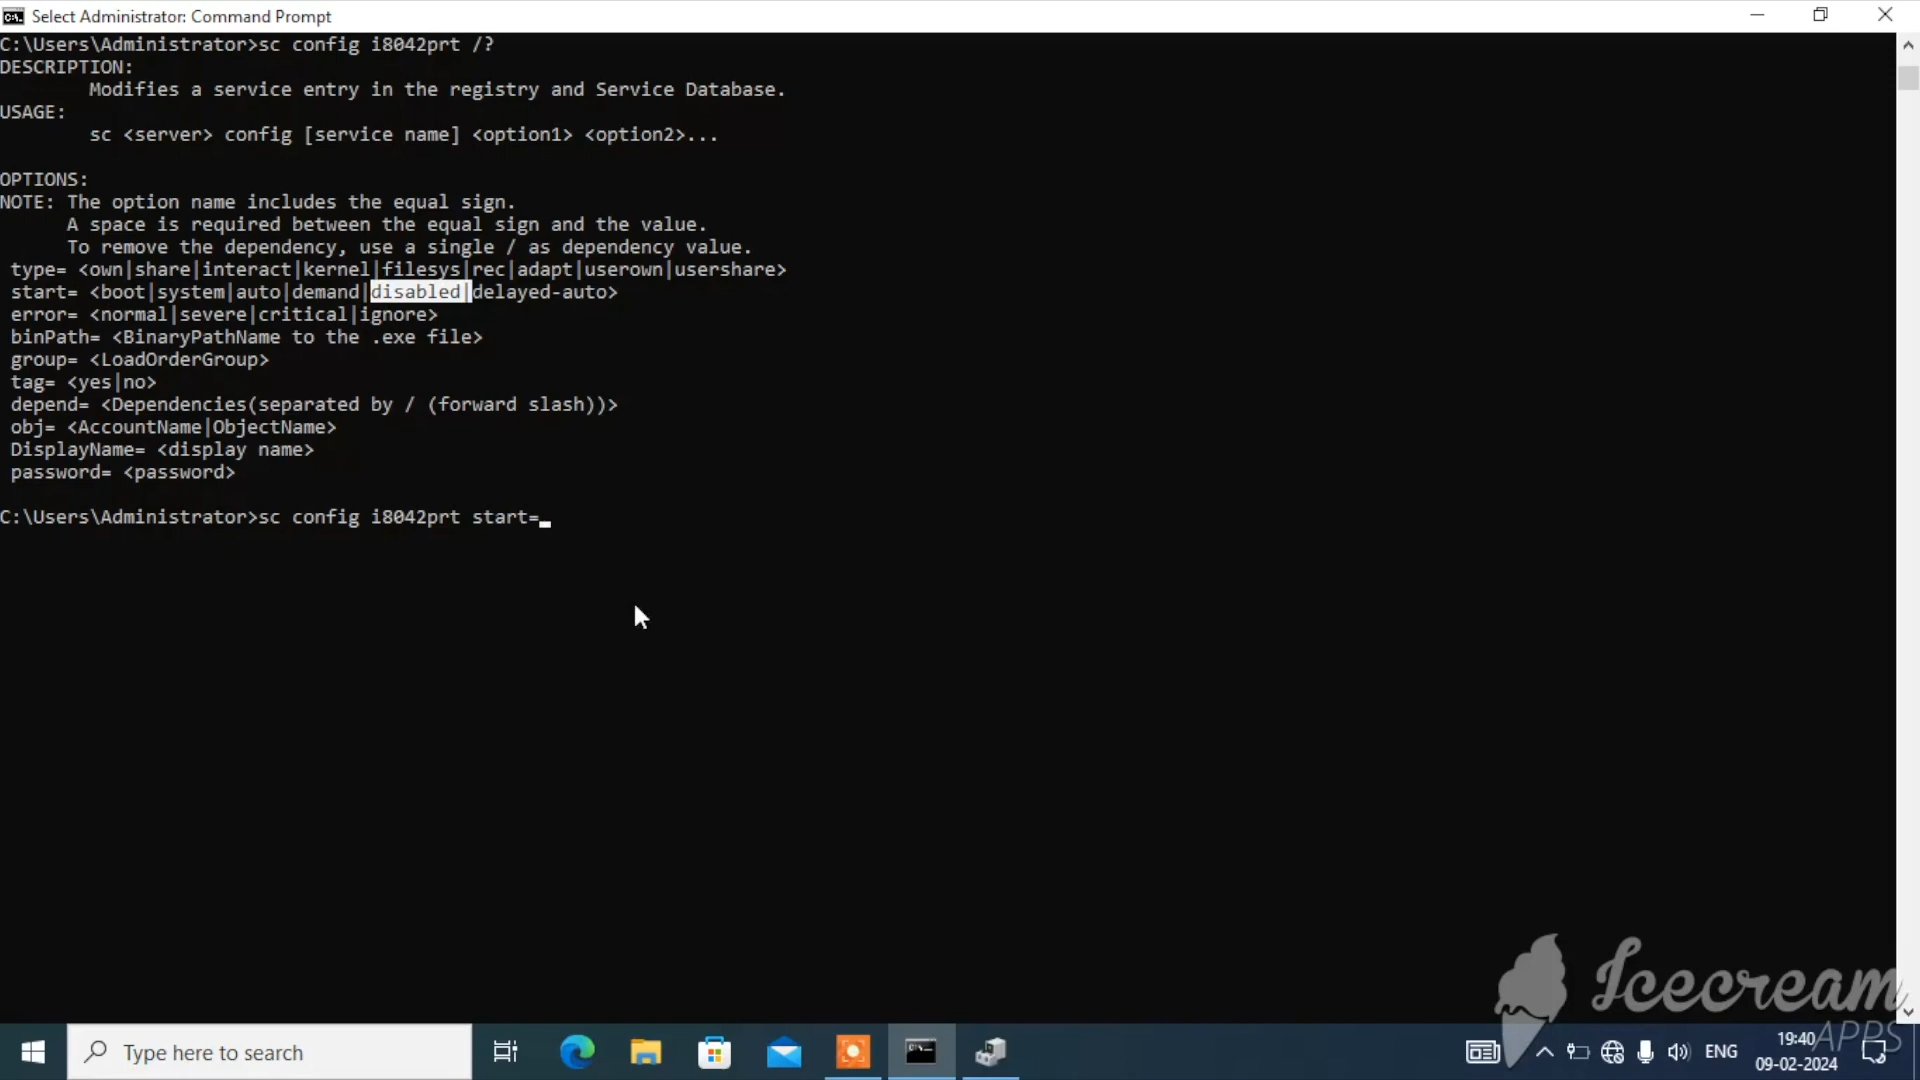 Select Administrator: Command Prompt
C:\Users\Administrator>sc config i8042prt /?
DESCRIPTION:
        Modifies a service entry in the registry and Service Database.
USAGE:
        sc <server> config [service name] <option1> <option2>...

OPTIONS:
NOTE: The option name includes the equal sign.
      A space is required between the equal sign and the value.
      To remove the dependency, use a single / as dependency value.
 type= <own|share|interact|kernel|filesys|rec|adapt|userown|usershare>
 start= <boot|system|auto|demand|disabled|delayed-auto>
 error= <normal|severe|critical|ignore>
 binPath= <BinaryPathName to the .exe file>
 group= <LoadOrderGroup>
 tag= <yes|no>
 depend= <Dependencies(separated by / (forward slash))>
 obj= <AccountName|ObjectName>
 DisplayName= <display name>
 password= <password>

C:\Users\Administrator>sc config i8042prt start=
Icecream
APPS
Type here to search
ENG
19:40
09-02-2024